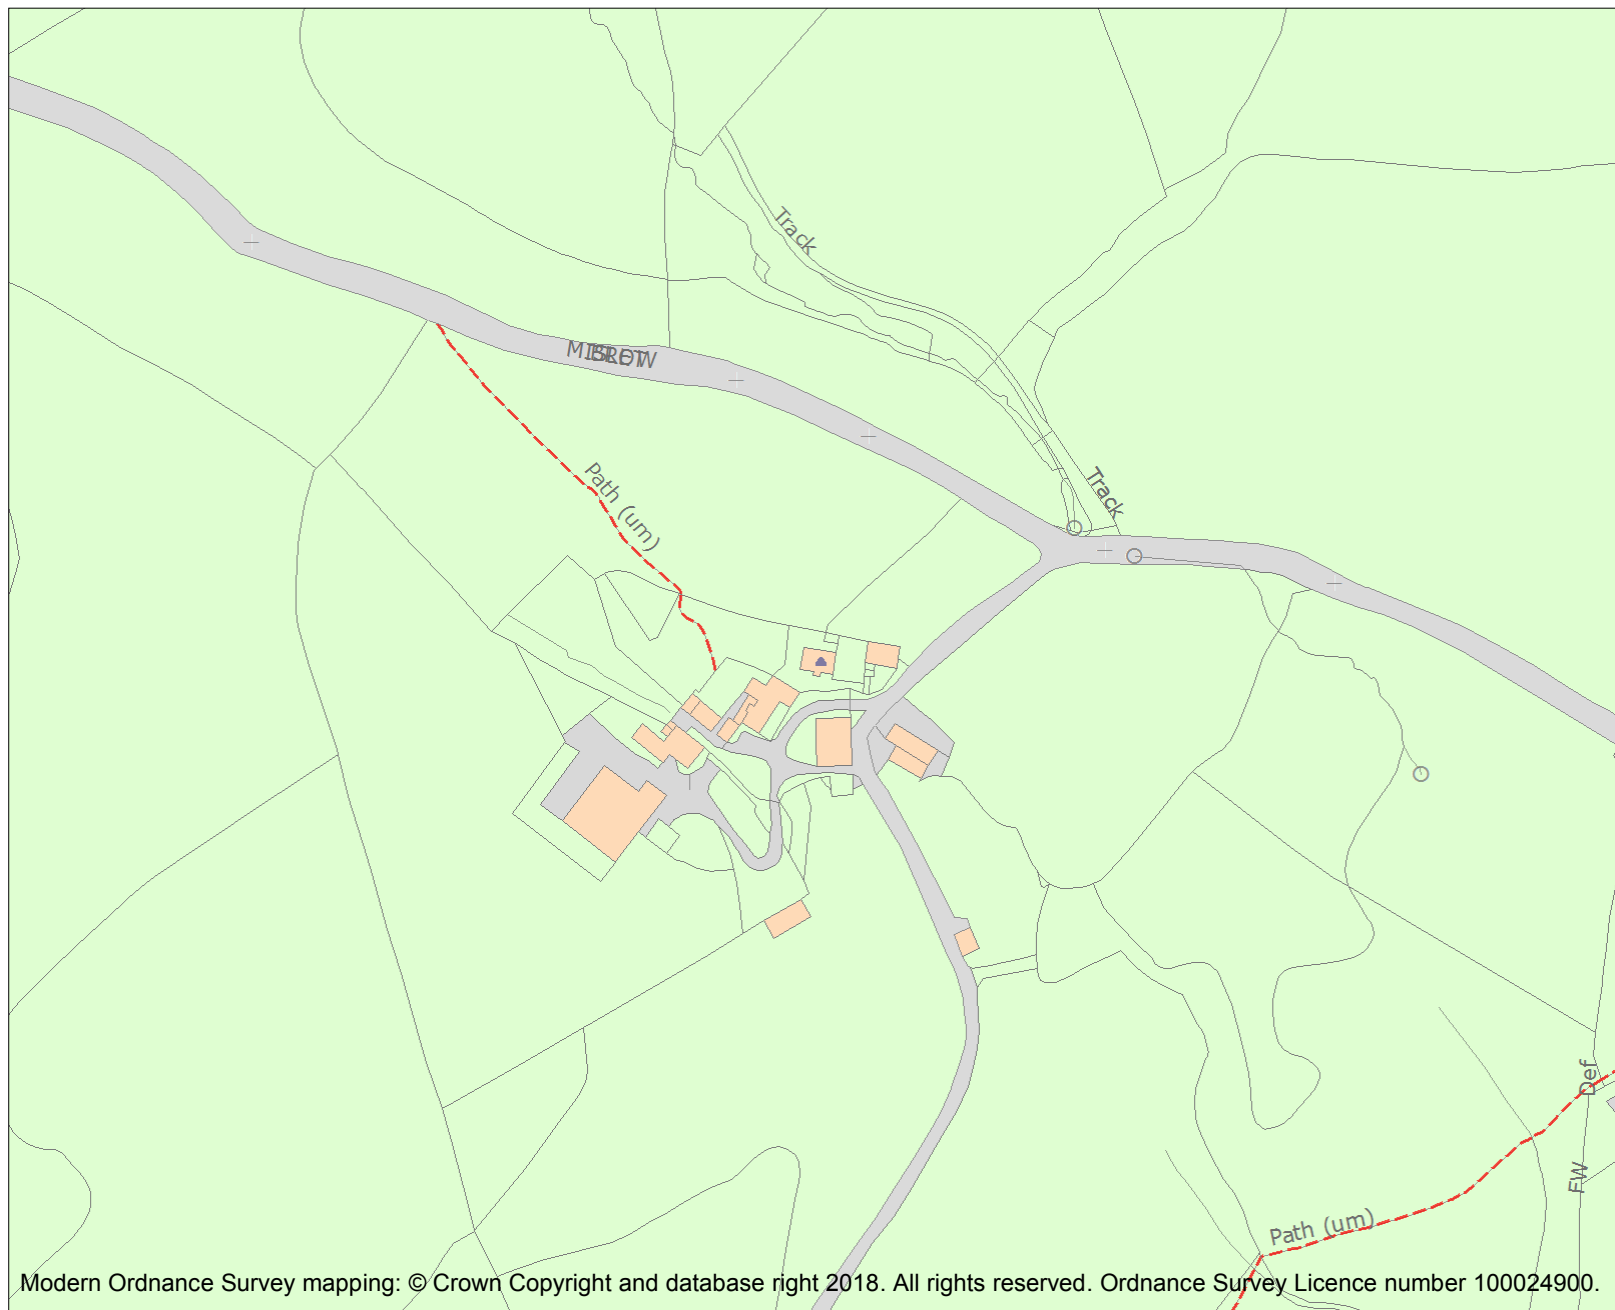 Track
Path (um)
Track
Def
FW
Path (um)
Modern Ordnance Survey mapping: © Crown Copyright and database right 2018. All rights reserved. Ordnance Survey Licence number 100024900.